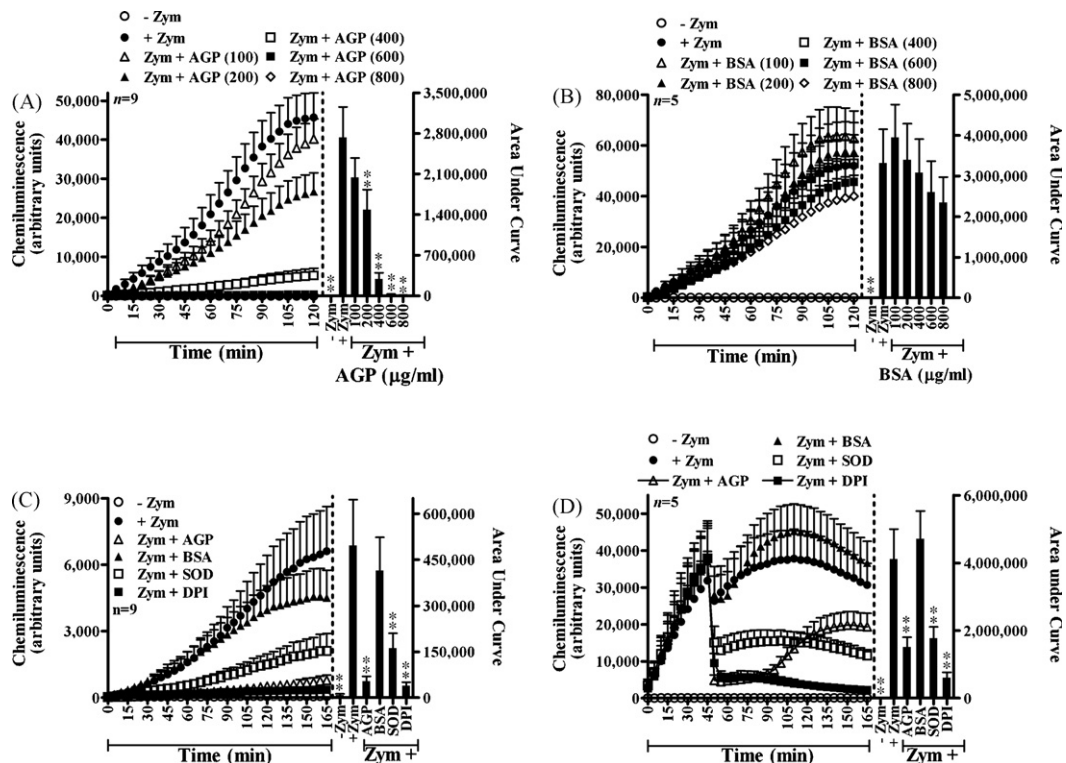 (A)
- Zym
+ Zym
Zym + AGP (100)
Zym + AGP (200)
Zym + AGP (400)
Zym + AGP (600)
Zym + AGP (800)
n=9
Chemiluminescence
(arbitrary units)
50,000
40,000
30,000
20,000
10,000
0
0 15 30 45 60 75 90 105 120
Time (min)
3,500,000
2,800,000
2,100,000
1,400,000
700,000
0
Area Under Curve
** ** ** ** **
- Zym + Zym 100 200 400 600 800
Zym +
AGP (µg/ml)
(B)
- Zym
+ Zym
Zym + BSA (100)
Zym + BSA (200)
Zym + BSA (400)
Zym + BSA (600)
Zym + BSA (800)
n=5
Chemiluminescence
(arbitrary units)
80,000
60,000
40,000
20,000
0
0 15 30 45 60 75 90 105 120
Time (min)
5,000,000
4,000,000
3,000,000
2,000,000
1,000,000
0
Area Under Curve
**
- Zym + Zym 100 200 400 600 800
Zym +
BSA (µg/ml)
(C)
- Zym
+ Zym
Zym + AGP
Zym + BSA
Zym + SOD
Zym + DPI
n=9
Chemiluminescence
(arbitrary units)
9,000
6,000
3,000
0
0 15 30 45 60 75 90 105 120 135 150 165
Time (min)
600,000
450,000
300,000
150,000
0
Area Under Curve
** ** ** **
- Zym + Zym AGP BSA SOD DPI
Zym +
(D)
- Zym
+ Zym
Zym + AGP
Zym + BSA
Zym + SOD
Zym + DPI
n=5
Chemiluminescence
(arbitrary units)
50,000
40,000
30,000
20,000
10,000
0
0 15 30 45 60 75 90 105 120 135 150 165
Time (min)
6,000,000
4,000,000
2,000,000
0
Area under Curve
** ** ** **
- Zym + Zym AGP BSA SOD DPI
Zym +